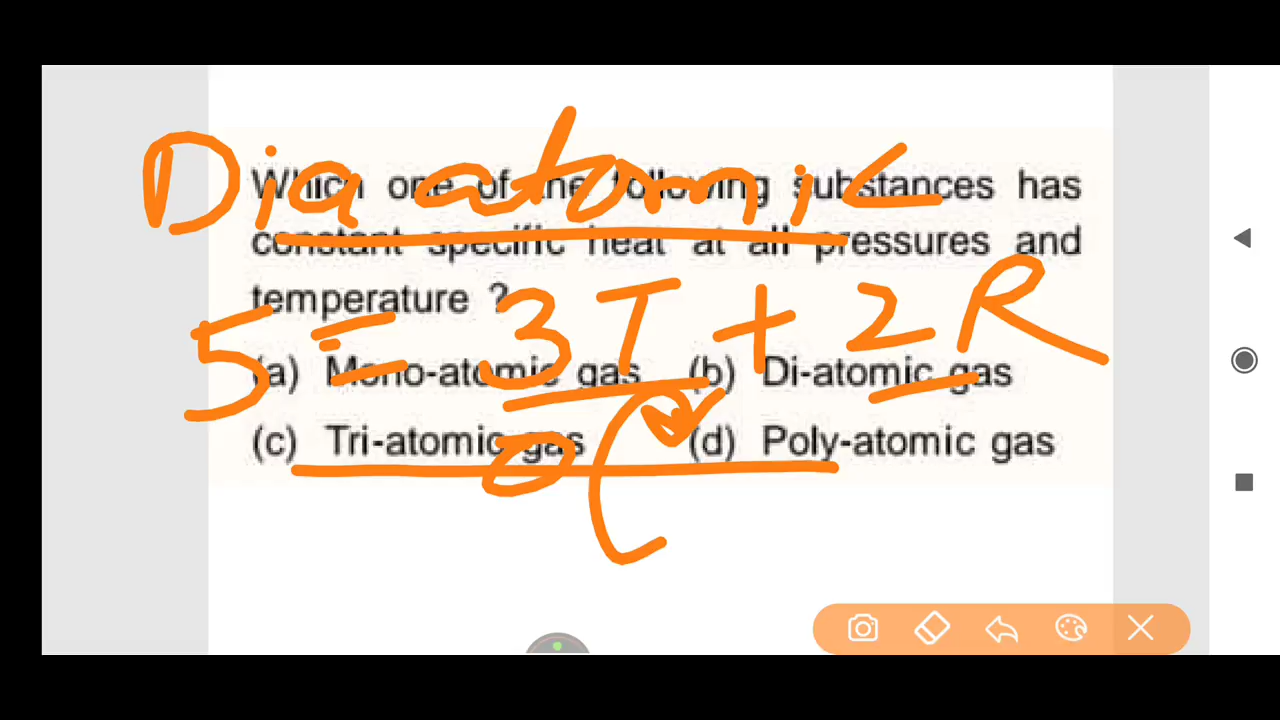 Diaatomic
Which one of the following substances has
constant specific heat at all pressures and
temperature ?
5 = 3T + 2R
(a) Mono-atomic gas (b) Di-atomic gas
(c) Tri-atomic gas (d) Poly-atomic gas